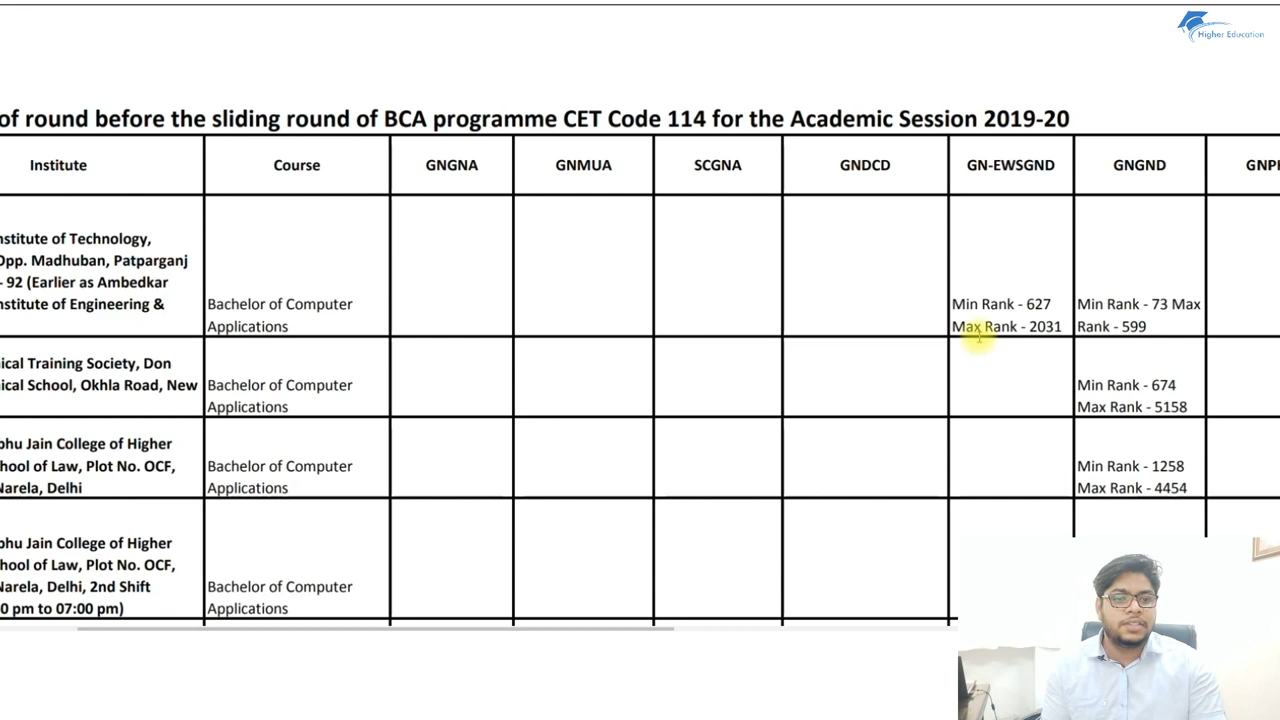 Higher Education
of round before the sliding round of BCA programme CET Code 114 for the Academic Session 2019-20
Institute Course GNGNA GNMUA SCGNA GNDCD GN-EWSGND GNGND GNP
nstitute of Technology,
Opp. Madhuban, Patparganj
- 92 (Earlier as Ambedkar
nstitute of Engineering & Bachelor of Computer Min Rank - 627 Min Rank - 73 Max
Applications Max Rank - 2031 Rank - 599
nical Training Society, Don
nical School, Okhla Road, New Bachelor of Computer Min Rank - 674
Applications Max Rank - 5158
bhu Jain College of Higher
hool of Law, Plot No. OCF, Bachelor of Computer Min Rank - 1258
Narela, Delhi Applications Max Rank - 4454
bhu Jain College of Higher
hool of Law, Plot No. OCF,
Narela, Delhi, 2nd Shift Bachelor of Computer
0 pm to 07:00 pm) Applications